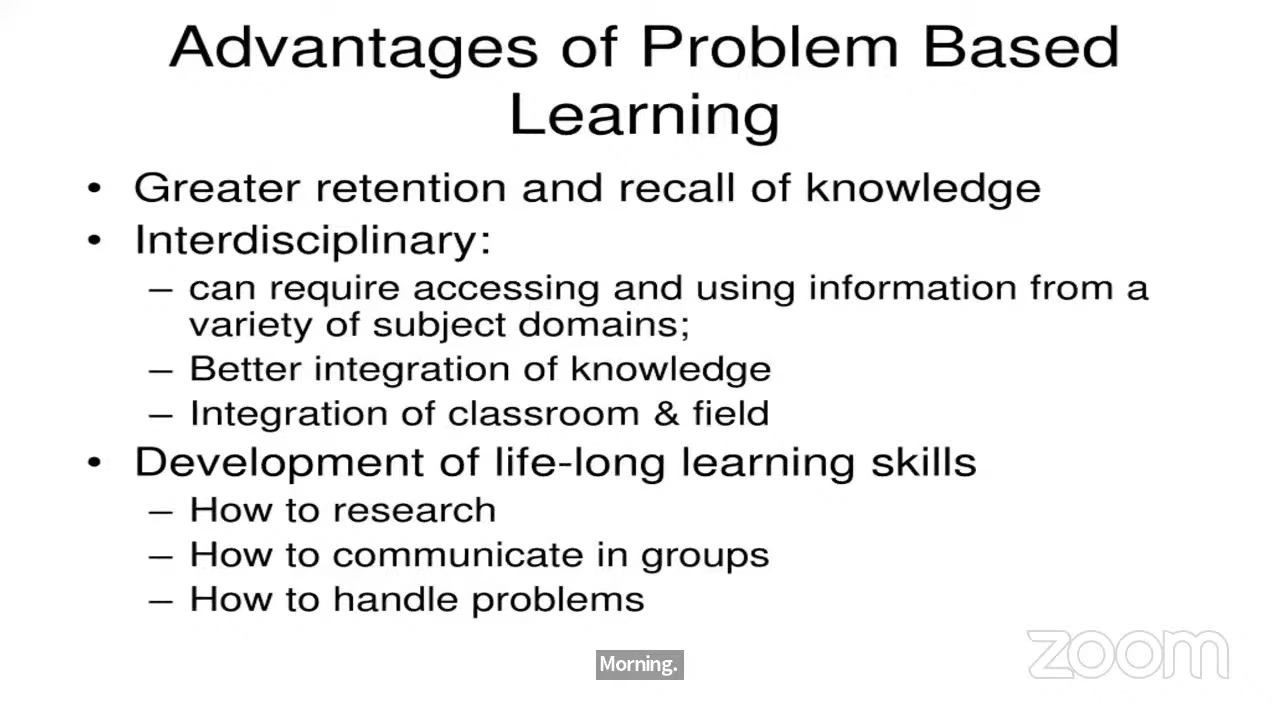 Advantages of Problem Based
Learning
• Greater retention and recall of knowledge
• Interdisciplinary:
– can require accessing and using information from a
variety of subject domains;
– Better integration of knowledge
– Integration of classroom & field
• Development of life-long learning skills
– How to research
– How to communicate in groups
– How to handle problems
Morning.
zoom